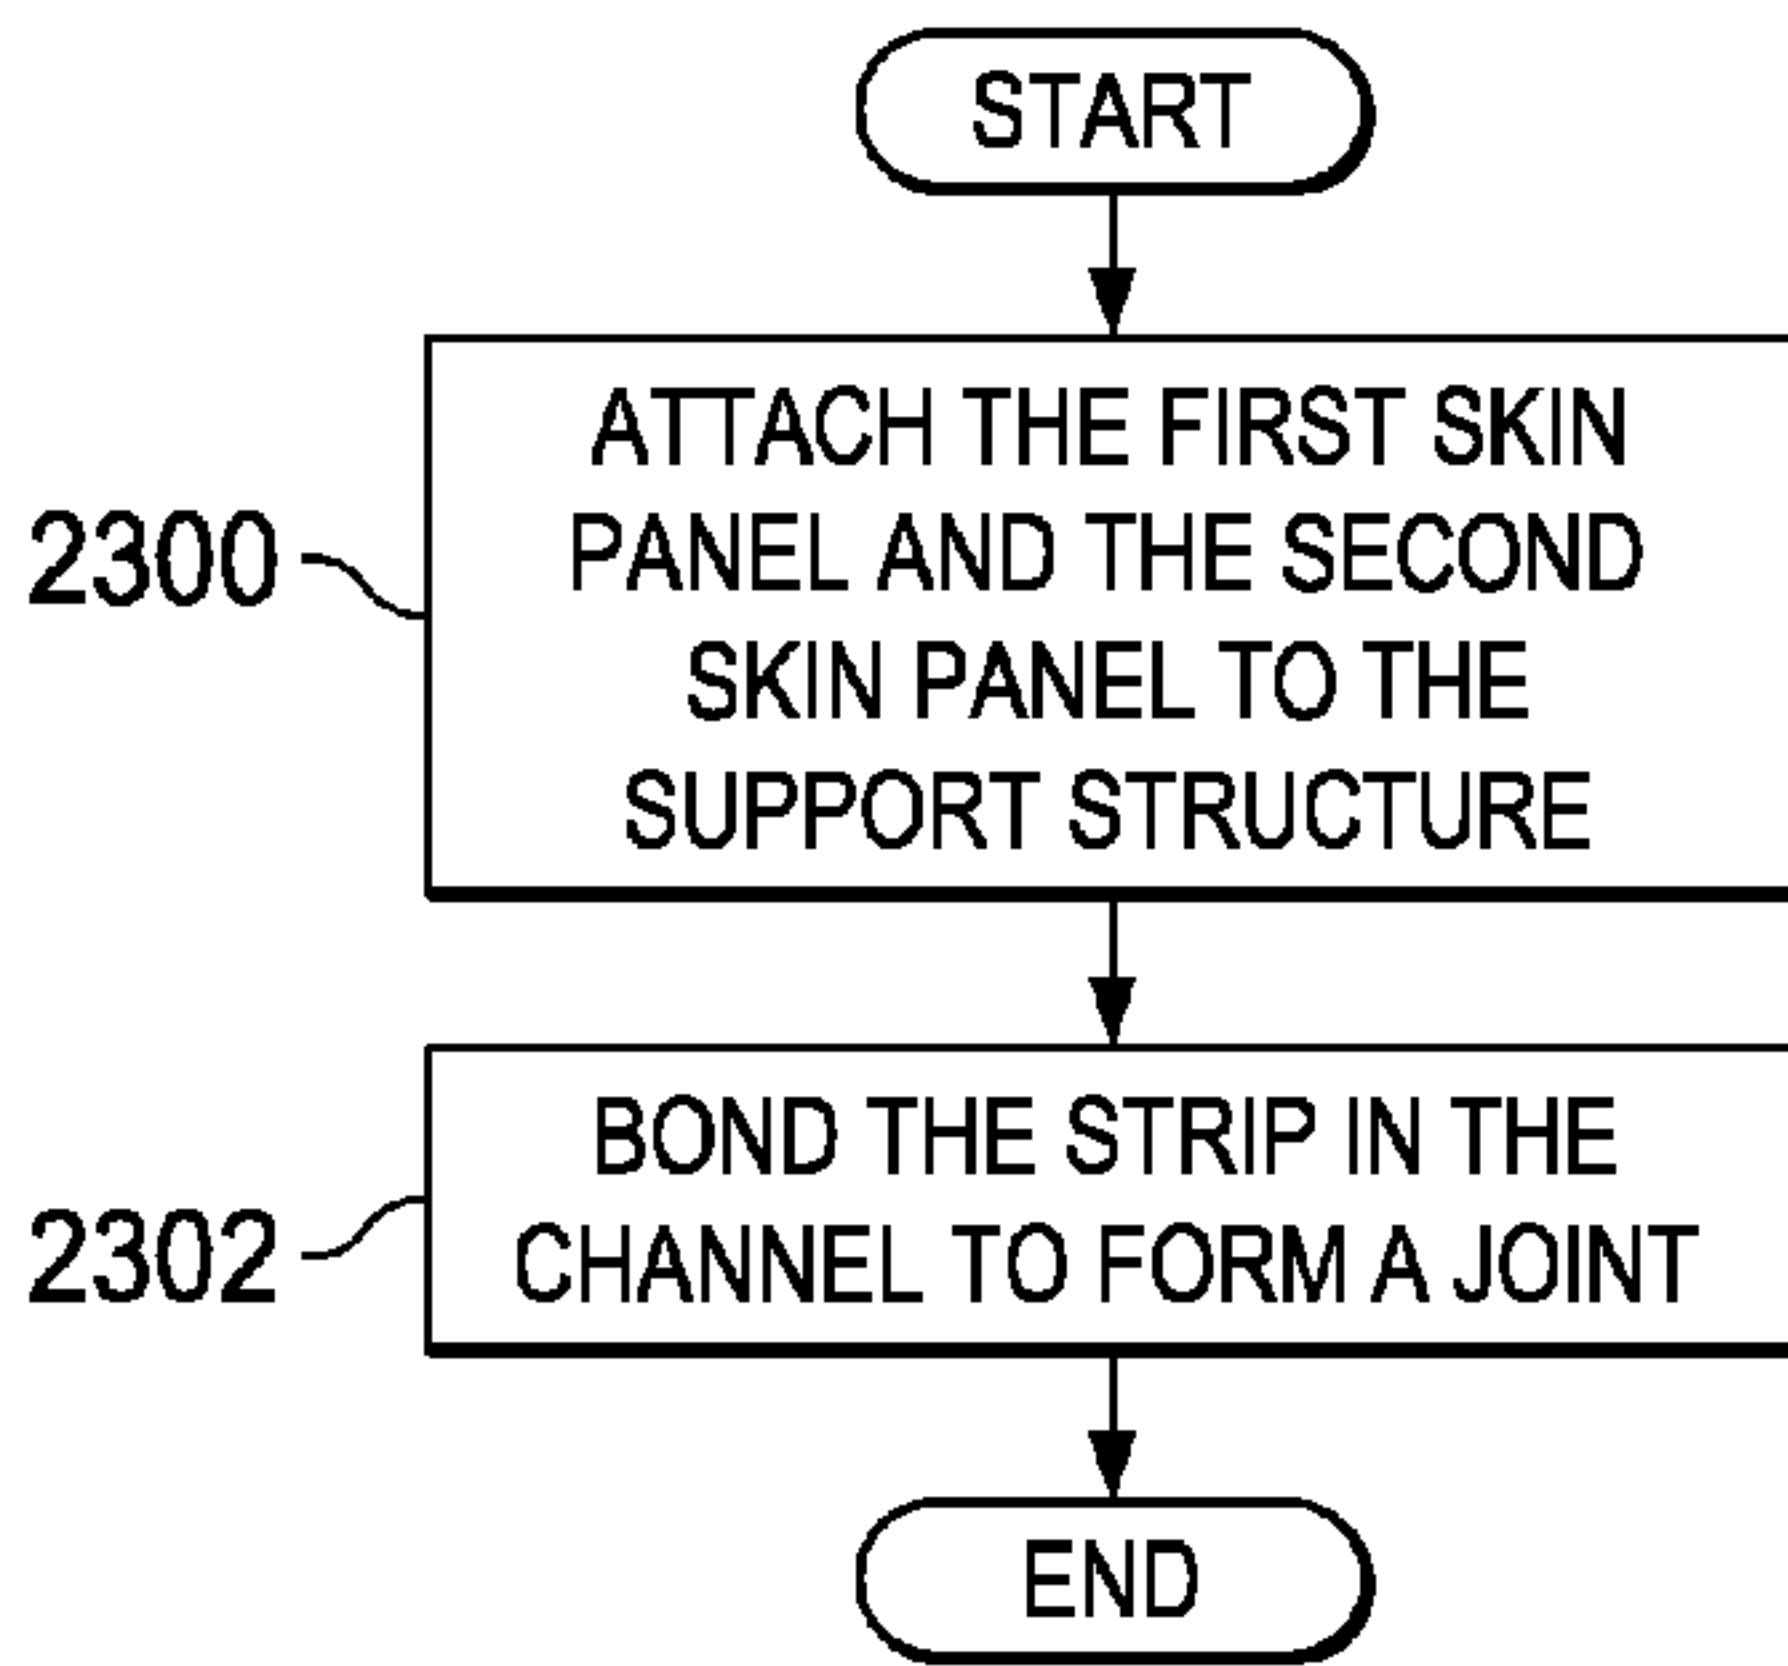 START
ATTACH THE FIRST SKIN
PANEL AND THE SECOND
SKIN PANEL TO THE
SUPPORT STRUCTURE
2300
BOND THE STRIP IN THE
CHANNEL TO FORM A JOINT
2302
END